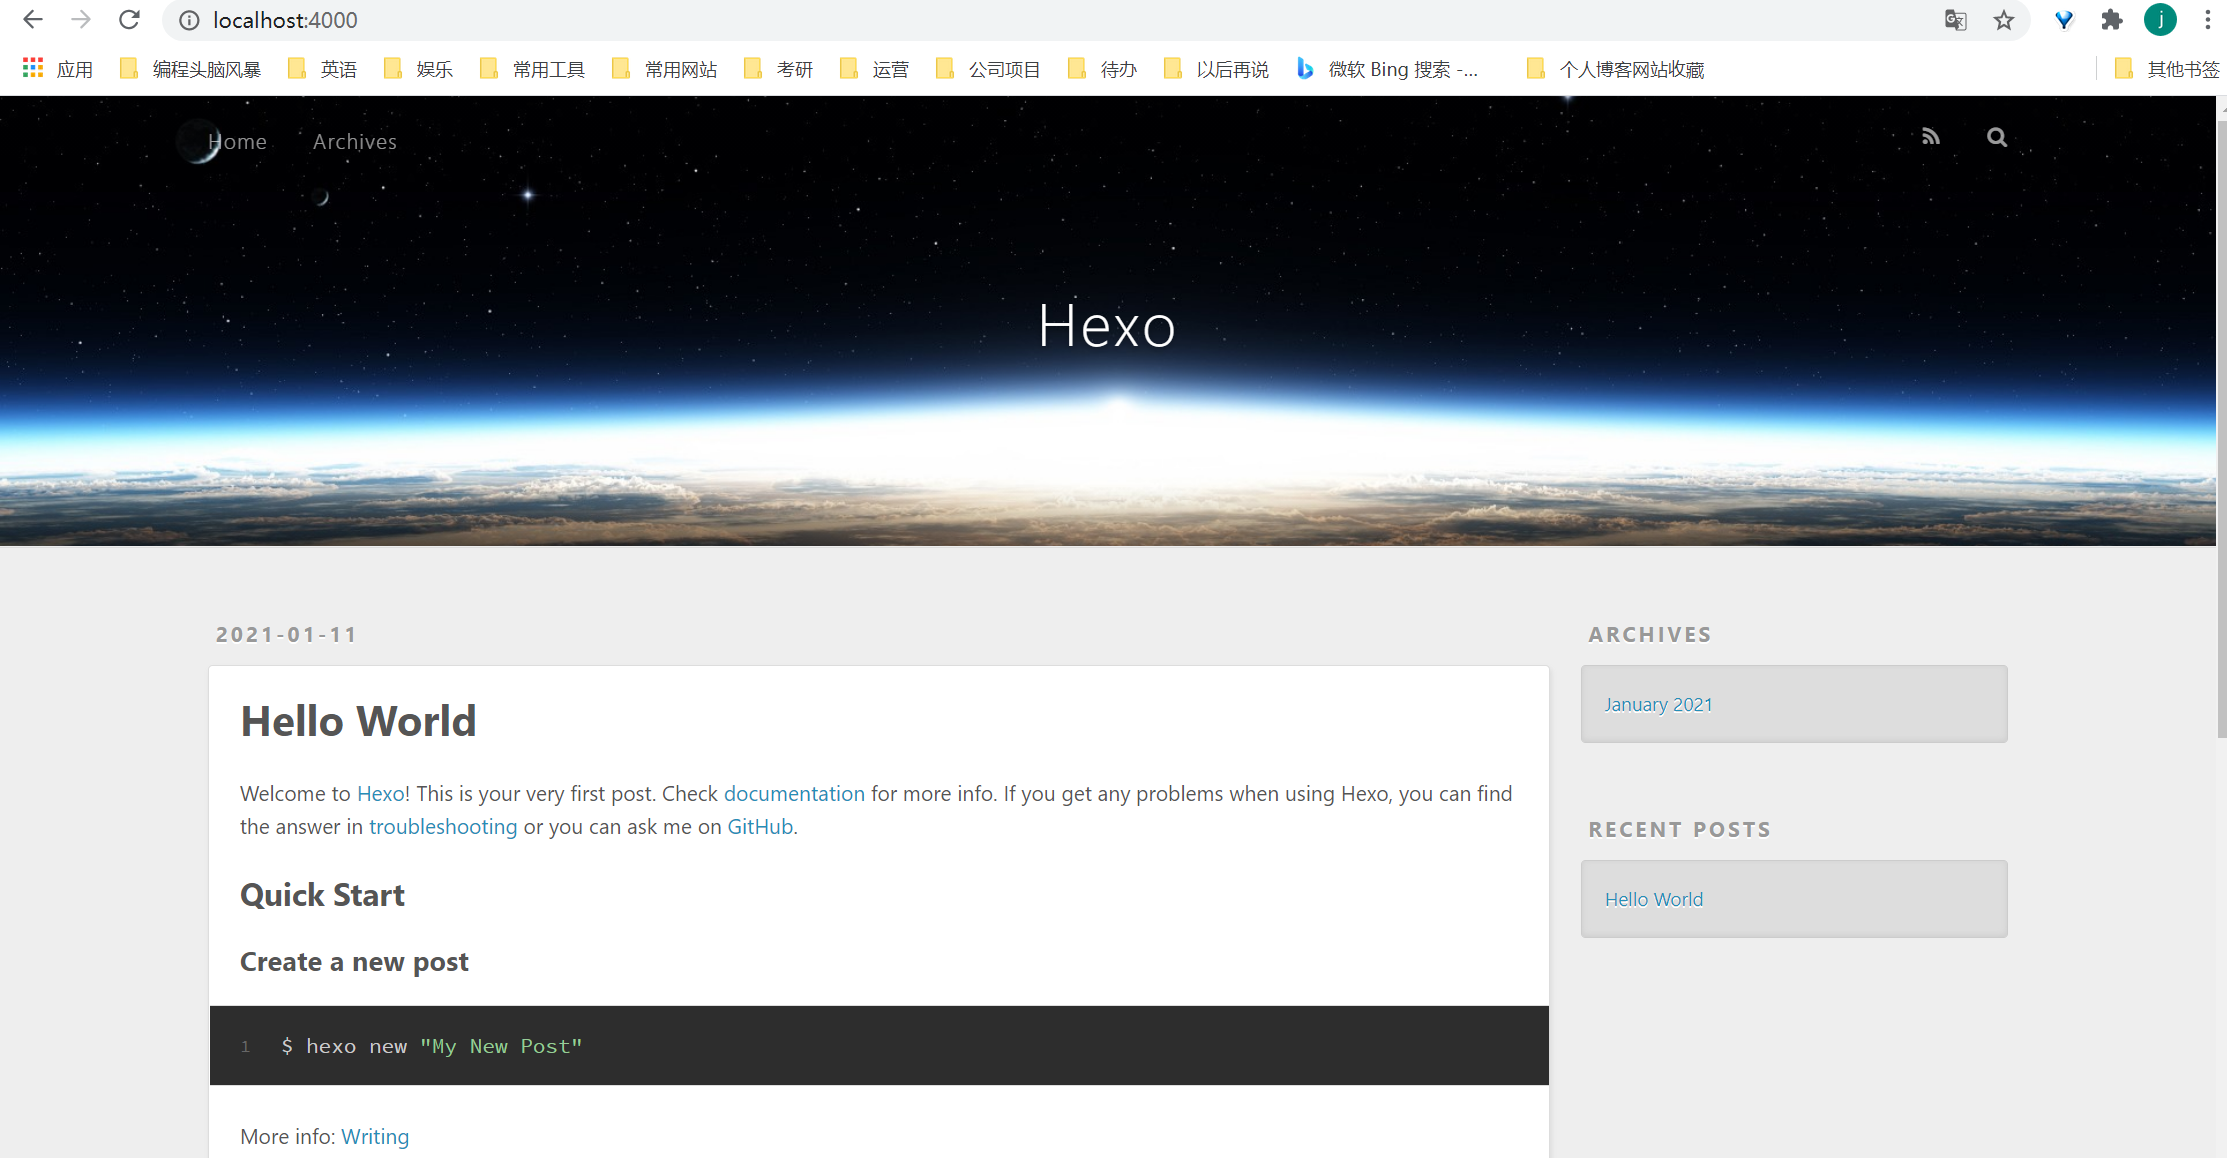 localhost:4000
j
应用 编程头脑风暴 英语 娱乐 常用工具 常用网站 考研 运营 公司项目 待办 以后再说 微软 Bing 搜索 -... 个人博客网站收藏 其他书签
Home Archives
Hexo
2021-01-11
Hello World
Welcome to Hexo! This is your very first post. Check documentation for more info. If you get any problems when using Hexo, you can find
the answer in troubleshooting or you can ask me on GitHub.
Quick Start
Create a new post
1 $ hexo new "My New Post"
More info: Writing
ARCHIVES
January 2021
RECENT POSTS
Hello World